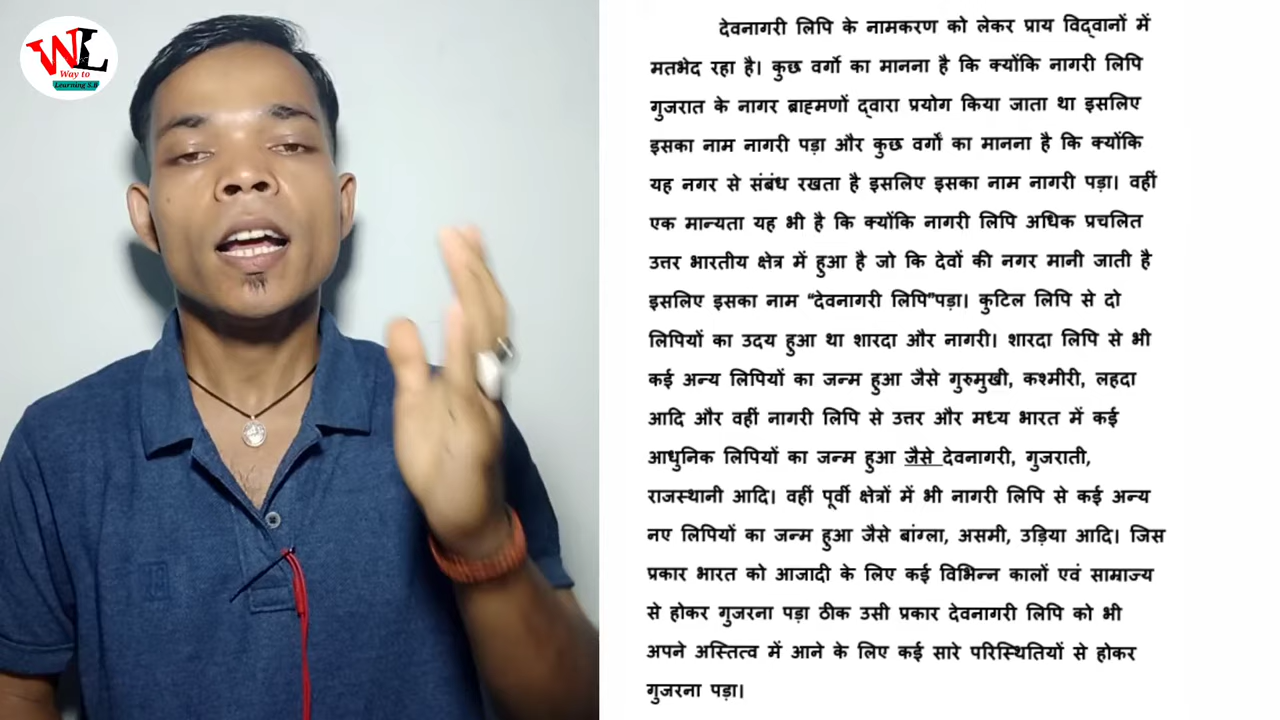 WL
Way to
Learning S.B
देवनागरी लिपि के नामकरण को लेकर प्राय विद्वानों में
मतभेद रहा है। कुछ वर्गो का मानना है कि क्योंकि नागरी लिपि
गुजरात के नागर ब्राह्मणों द्वारा प्रयोग किया जाता था इसलिए
इसका नाम नागरी पड़ा और कुछ वर्गों का मानना है कि क्योंकि
यह नगर से संबंध रखता है इसलिए इसका नाम नागरी पड़ा। वहीं
एक मान्यता यह भी है कि क्योंकि नागरी लिपि अधिक प्रचलित
उत्तर भारतीय क्षेत्र में हुआ है जो कि देवों की नगर मानी जाती है
इसलिए इसका नाम “देवनागरी लिपि”पड़ा। कुटिल लिपि से दो
लिपियों का उदय हुआ था शारदा और नागरी। शारदा लिपि से भी
कई अन्य लिपियों का जन्म हुआ जैसे गुरुमुखी, कश्मीरी, लहदा
आदि और वहीं नागरी लिपि से उत्तर और मध्य भारत में कई
आधुनिक लिपियों का जन्म हुआ जैसे देवनागरी, गुजराती,
राजस्थानी आदि। वहीं पूर्वी क्षेत्रों में भी नागरी लिपि से कई अन्य
नए लिपियों का जन्म हुआ जैसे बांग्ला, असमी, उड़िया आदि। जिस
प्रकार भारत को आजादी के लिए कई विभिन्न कालों एवं साम्राज्य
से होकर गुजरना पड़ा ठीक उसी प्रकार देवनागरी लिपि को भी
अपने अस्तित्व में आने के लिए कई सारे परिस्थितियों से होकर
गुजरना पड़ा।